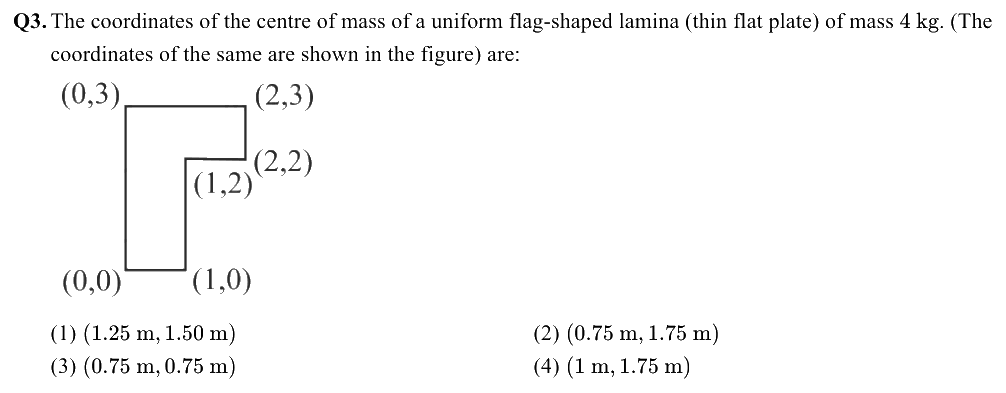 Q3. The coordinates of the centre of mass of a uniform flag-shaped lamina (thin flat plate) of mass 4 kg. (The
coordinates of the same are shown in the figure) are:
(0,3) (2,3)
(2,2)
(1,2)
(0,0) (1,0)
(1) (1.25 m, 1.50 m) (2) (0.75 m, 1.75 m)
(3) (0.75 m, 0.75 m) (4) (1 m, 1.75 m)